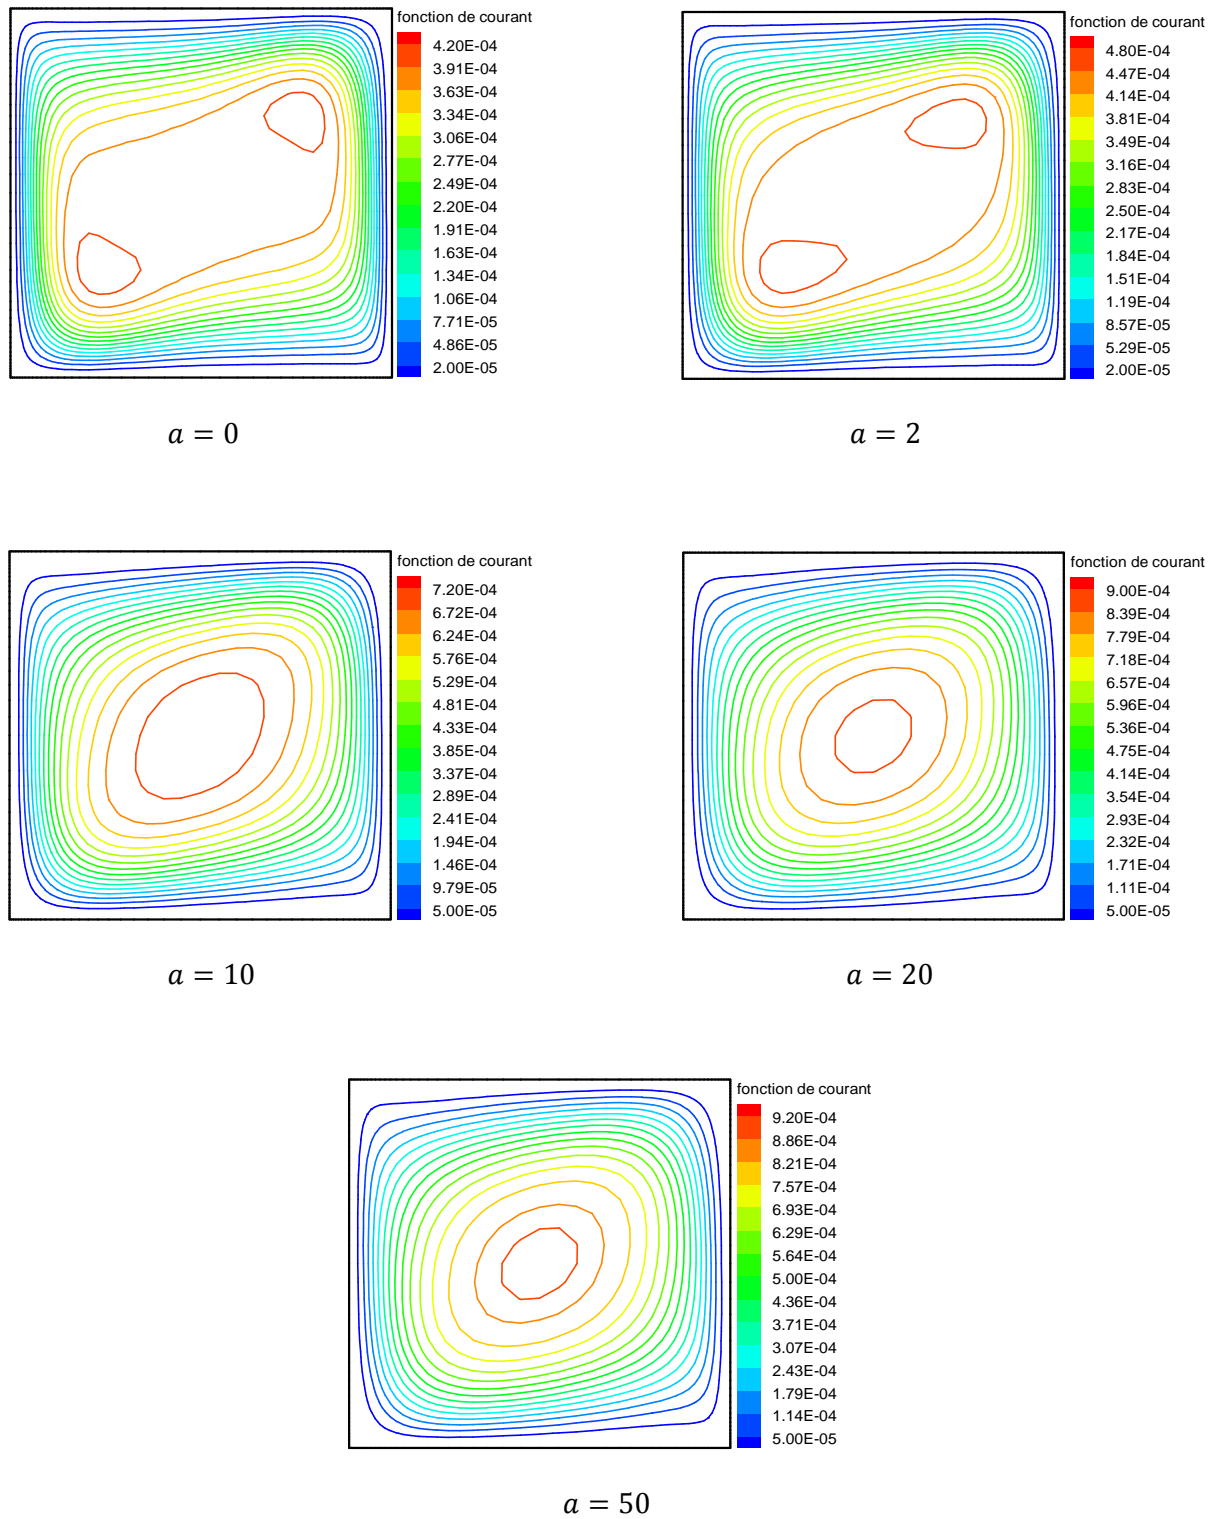 fonction de courant
4.20E-04
3.91E-04
3.63E-04
3.34E-04
3.06E-04
2.77E-04
2.49E-04
2.20E-04
1.91E-04
1.63E-04
1.34E-04
1.06E-04
7.71E-05
4.86E-05
2.00E-05
a = 0
fonction de courant
4.80E-04
4.47E-04
4.14E-04
3.81E-04
3.49E-04
3.16E-04
2.83E-04
2.50E-04
2.17E-04
1.84E-04
1.51E-04
1.19E-04
8.57E-05
5.29E-05
2.00E-05
a = 2
fonction de courant
7.20E-04
6.72E-04
6.24E-04
5.76E-04
5.29E-04
4.81E-04
4.33E-04
3.85E-04
3.37E-04
2.89E-04
2.41E-04
1.94E-04
1.46E-04
9.79E-05
5.00E-05
a = 10
fonction de courant
9.00E-04
8.39E-04
7.79E-04
7.18E-04
6.57E-04
5.96E-04
5.36E-04
4.75E-04
4.14E-04
3.54E-04
2.93E-04
2.32E-04
1.71E-04
1.11E-04
5.00E-05
a = 20
fonction de courant
9.20E-04
8.86E-04
8.21E-04
7.57E-04
6.93E-04
6.29E-04
5.64E-04
5.00E-04
4.36E-04
3.71E-04
3.07E-04
2.43E-04
1.79E-04
1.14E-04
5.00E-05
a = 50